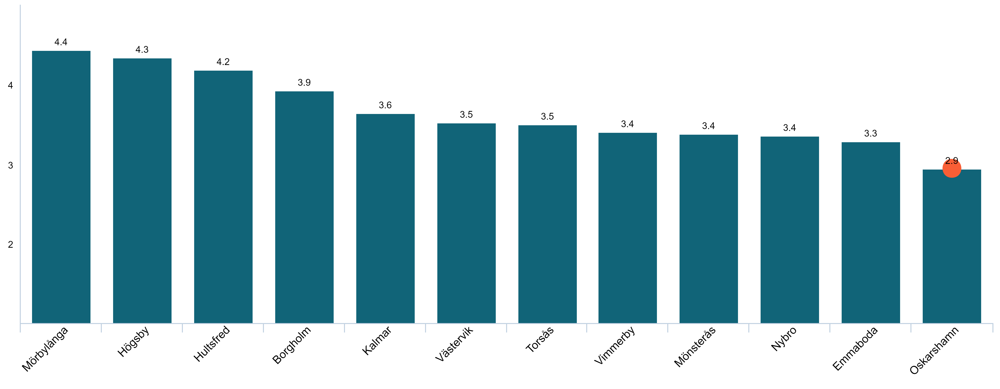 4.4
4.3
4.2
3.9
3.6
3.5
3.5
3.4
3.4
3.4
3.3
2.9
4
3
2
Mörbylånga
Högsby
Hultsfred
Borgholm
Kalmar
Västervik
Torsås
Vimmerby
Mönsterås
Nybro
Emmaboda
Oskarshamn